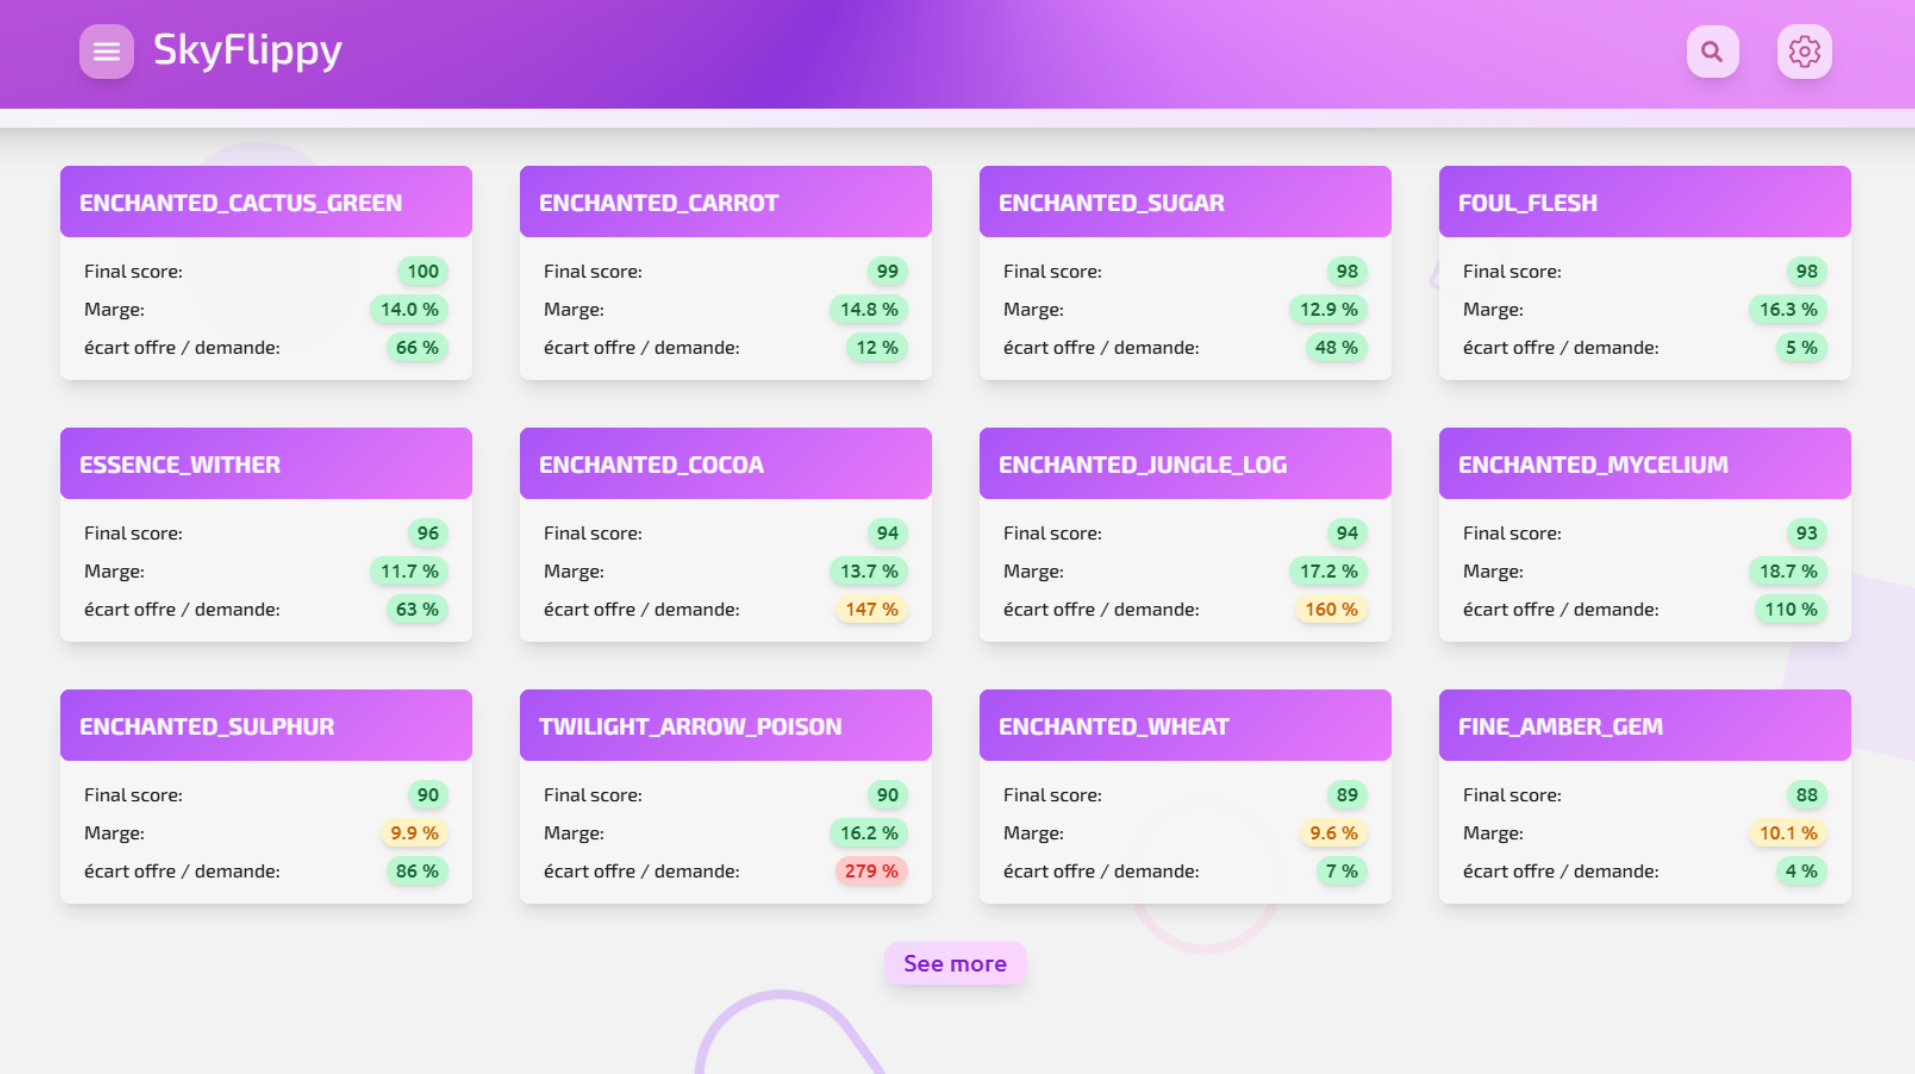 SkyFlippy
ENCHANTED_CACTUS_GREEN
Final score: 100
Marge: 14.0 %
écart offre / demande: 66 %
ENCHANTED_CARROT
Final score: 99
Marge: 14.8 %
écart offre / demande: 12 %
ENCHANTED_SUGAR
Final score: 98
Marge: 12.9 %
écart offre / demande: 48 %
FOUL_FLESH
Final score: 98
Marge: 16.3 %
écart offre / demande: 5 %
ESSENCE_WITHER
Final score: 96
Marge: 11.7 %
écart offre / demande: 63 %
ENCHANTED_COCOA
Final score: 94
Marge: 13.7 %
écart offre / demande: 147 %
ENCHANTED_JUNGLE_LOG
Final score: 94
Marge: 17.2 %
écart offre / demande: 160 %
ENCHANTED_MYCELIUM
Final score: 93
Marge: 18.7 %
écart offre / demande: 110 %
ENCHANTED_SULPHUR
Final score: 90
Marge: 9.9 %
écart offre / demande: 86 %
TWILIGHT_ARROW_POISON
Final score: 90
Marge: 16.2 %
écart offre / demande: 279 %
ENCHANTED_WHEAT
Final score: 89
Marge: 9.6 %
écart offre / demande: 7 %
FINE_AMBER_GEM
Final score: 88
Marge: 10.1 %
écart offre / demande: 4 %
See more